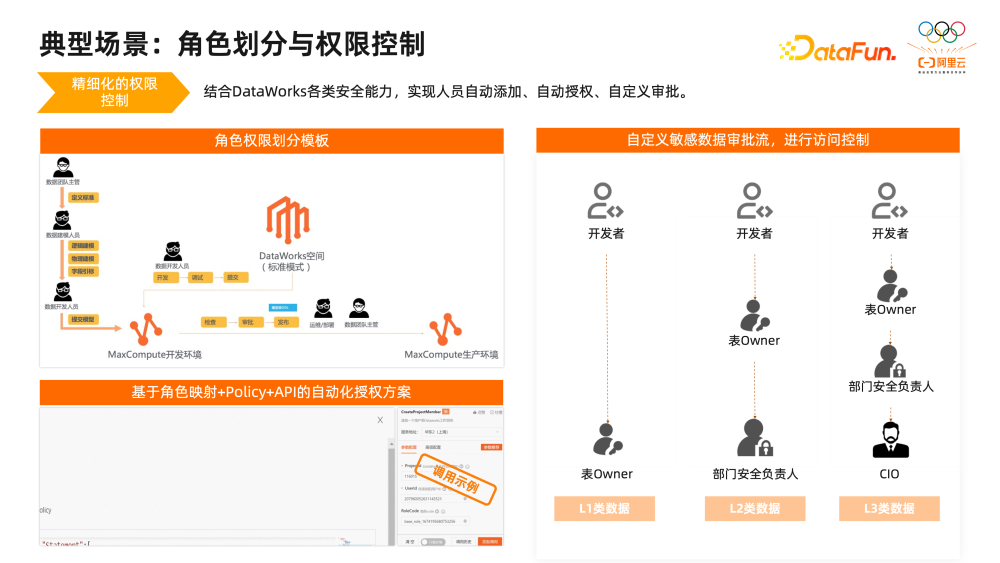 典型场景：角色划分与权限控制
DataFun.
阿里云
精细化的权限
控制
结合DataWorks各类安全能力，实现人员自动添加、自动授权、自定义审批。
角色权限划分模板
数据团队主管
定义标准
数据建模人员
逻辑建模
物理建模
字段引标
数据开发人员
提交模型
数据开发人员
开发
调试
提交
DataWorks空间
（标准模式）
检查
审批
发布
运维/部署
数据团队主管
MaxCompute开发环境
MaxCompute生产环境
基于角色映射+Policy+API的自动化授权方案
X
olicy
"Statement":[
CreateProjectMember
参数配置
ProjectId
UserId
RoleCode
清空
调用示例
自定义敏感数据审批流，进行访问控制
开发者
表Owner
L1类数据
开发者
表Owner
部门安全负责人
L2类数据
开发者
表Owner
部门安全负责人
CIO
L3类数据